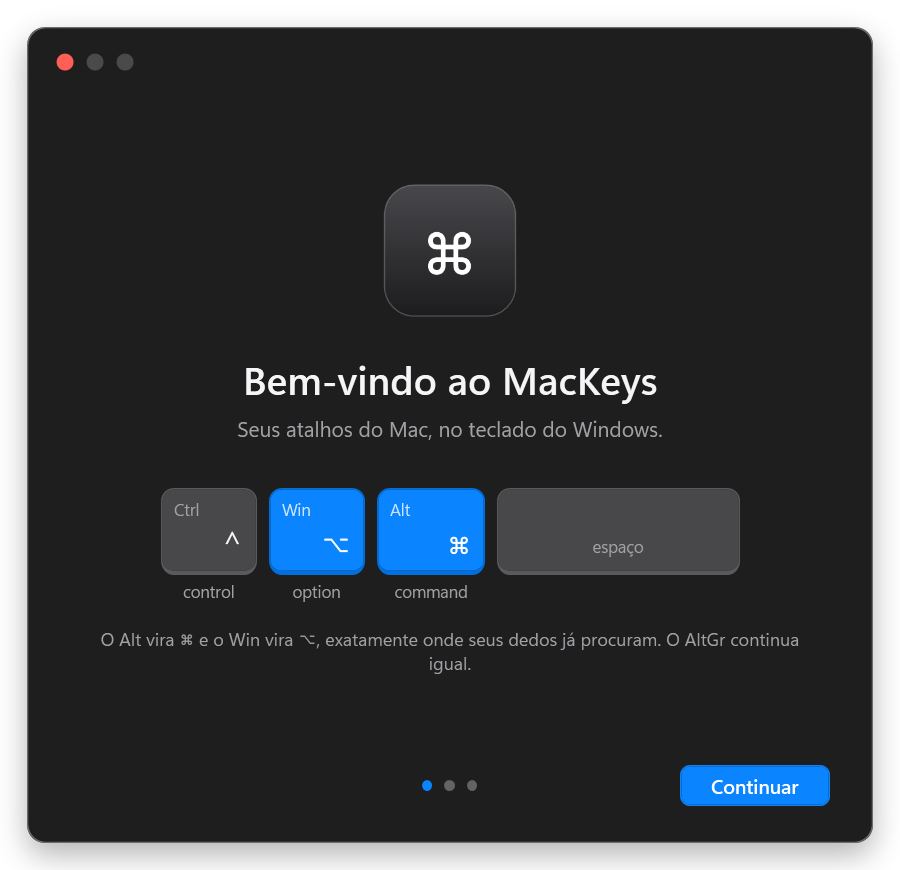 ⌘
Bem-vindo ao MacKeys
Seus atalhos do Mac, no teclado do Windows.
Ctrl Win Alt
^ ⌥ ⌘ espaço
control option command
O Alt vira ⌘ e o Win vira ⌥, exatamente onde seus dedos já procuram. O AltGr continua
igual.
Continuar